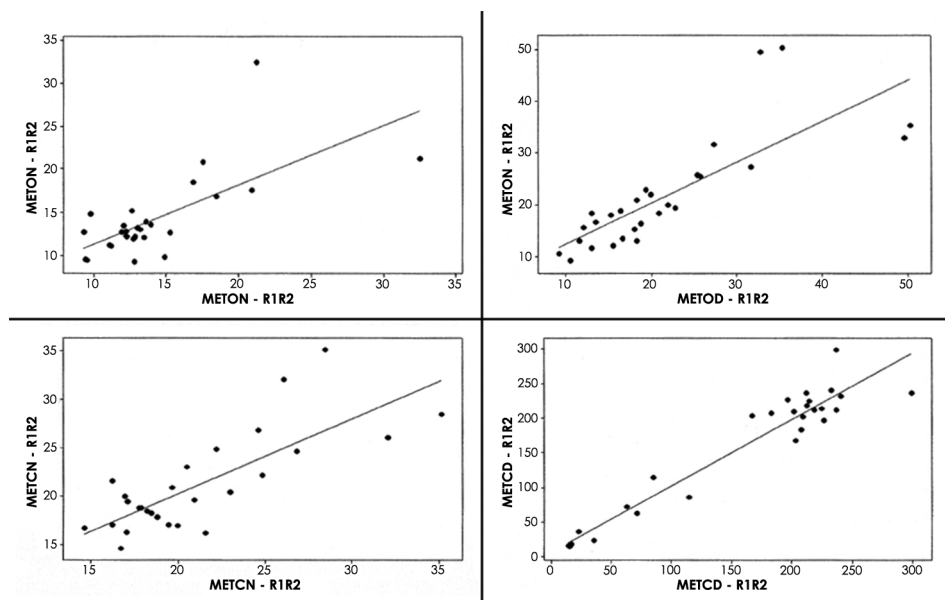 35
30
25
20
15
10
METON - R1R2
10 15 20 25 30 35
METON - R1R2
50
40
30
20
10
METON - R1R2
10 20 30 40 50
METOD - R1R2
35
30
25
20
15
METCN - R1R2
15 20 25 30 35
METCN - R1R2
300
250
200
150
100
50
0
METCD - R1R2
0 50 100 150 200 250 300
METCD - R1R2